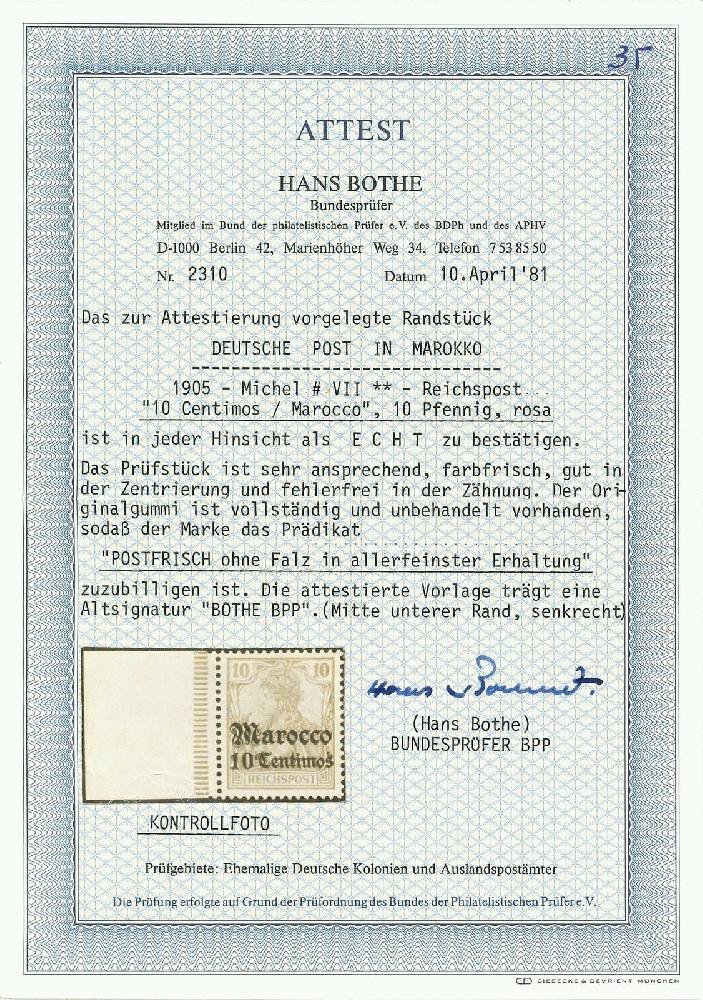 35
ATTEST
HANS BOTHE
Bundesprüfer
Mitglied im Bund der philatelistischen Prüfer e.V. des BDPh und des APHV
D-1000 Berlin 42, Marienhöher Weg 34, Telefon 7 53 85 50
Nr. 2310 Datum 10.April'81
Das zur Attestierung vorgelegte Randstück
DEUTSCHE POST IN MAROKKO
1905 - Michel # VII ** - Reichspost...
"10 Centimos / Marocco", 10 Pfennig, rosa
ist in jeder Hinsicht als E C H T zu bestätigen.
Das Prüfstück ist sehr ansprechend, farbfrisch, gut in
der Zentrierung und fehlerfrei in der Zähnung. Der Ori-
ginalgummi ist vollständig und unbehandelt vorhanden,
sodaß der Marke das Prädikat
"POSTFRISCH ohne Falz in allerfeinster Erhaltung"
zuzubilligen ist. Die attestierte Vorlage trägt eine
Altsignatur "BOTHE BPP".(Mitte unterer Rand, senkrecht)
10 10
Marocco
10 Centimos
REICHSPOST
(Hans Bothe)
BUNDESPRÜFER BPP
KONTROLLFOTO
Prüfgebiete: Ehemalige Deutsche Kolonien und Auslandspostämter
Die Prüfung erfolgte auf Grund der Prüfordnung des Bundes der Philatelistischen Prüfer e.V.
GIESECKE & DEVRIENT MÜNCHEN